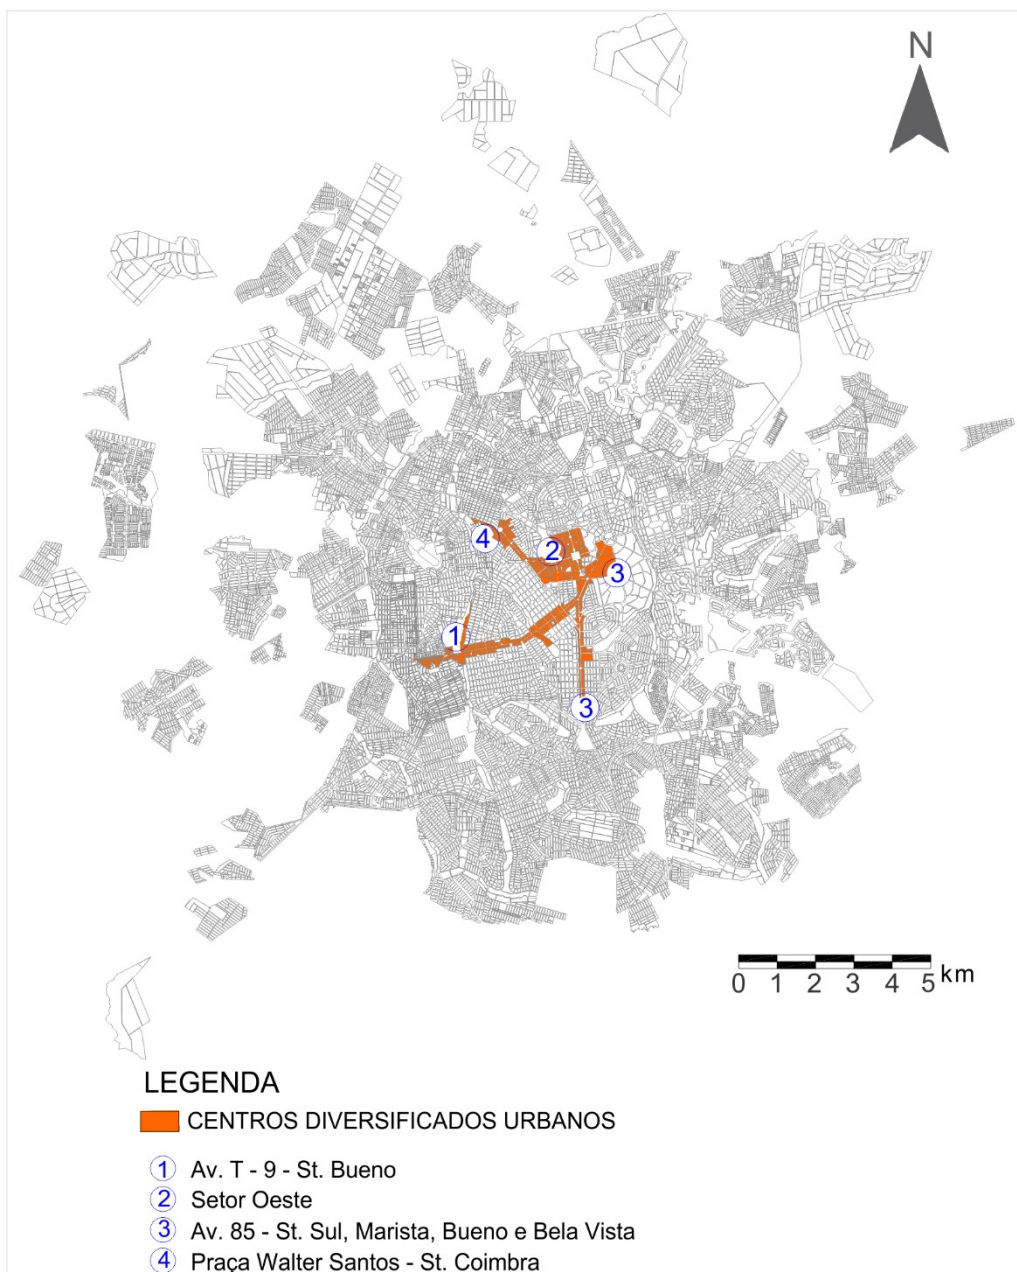 N
4
2
3
1
3
0 1 2 3 4 5 km
LEGENDA
CENTROS DIVERSIFICADOS URBANOS
1 Av. T - 9 - St. Bueno
2 Setor Oeste
3 Av. 85 - St. Sul, Marista, Bueno e Bela Vista
4 Praça Walter Santos - St. Coimbra